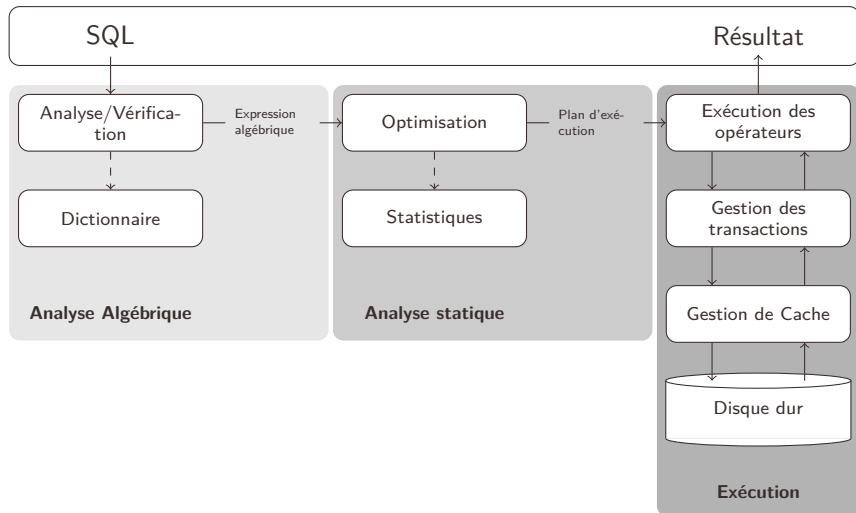 SQL
Résultat
Analyse/Vérifica-
tion
Expression
algébrique
Optimisation
Plan d'exé-
cution
Exécution des
opérateurs
Dictionnaire
Statistiques
Gestion des
transactions
Analyse Algébrique
Analyse statique
Gestion de Cache
Disque dur
Exécution